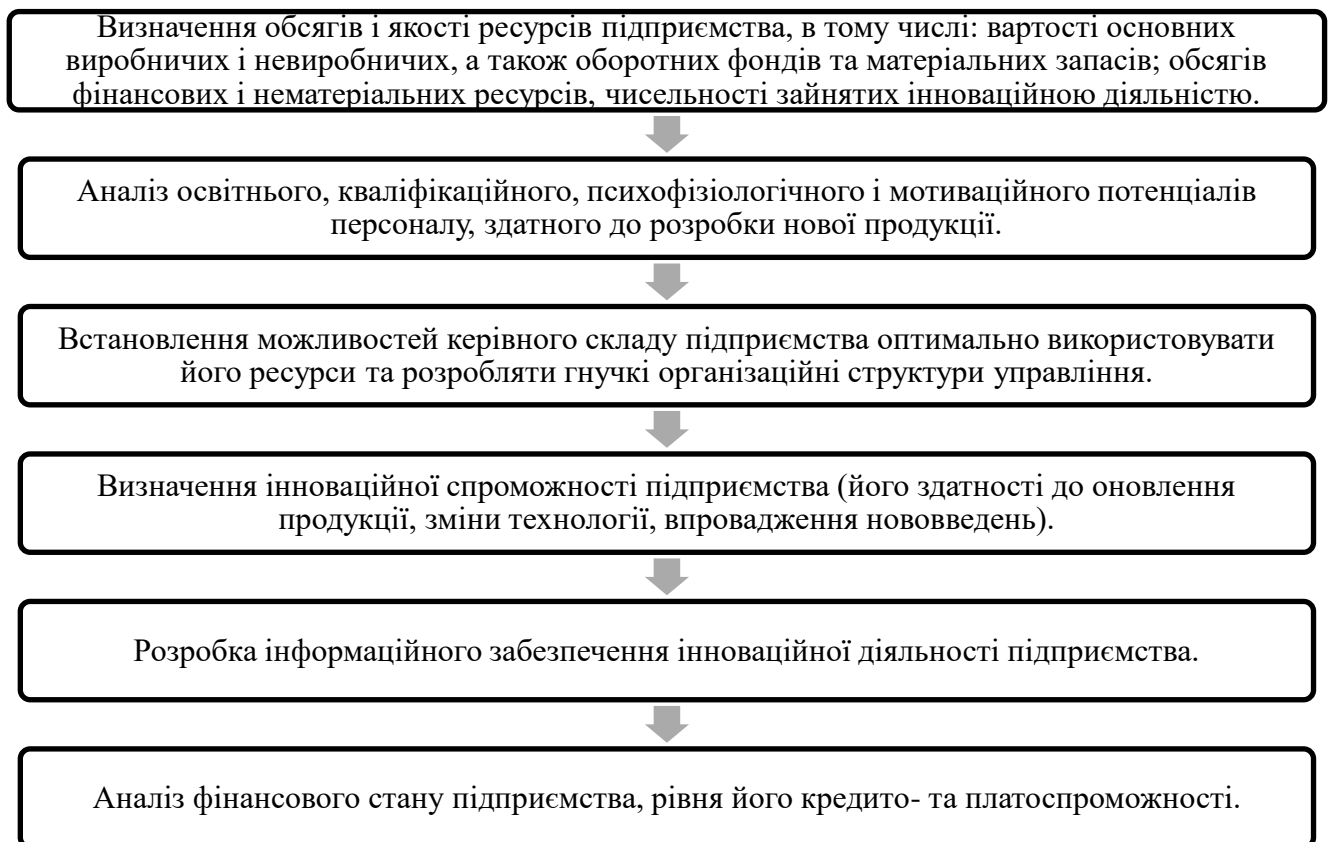 Визначення обсягів і якості ресурсів підприємства, в тому числі: вартості основних
виробничих і невиробничих, а також оборотних фондів та матеріальних запасів; обсягів
фінансових і нематеріальних ресурсів, чисельності зайнятих інноваційною діяльністю.
Аналіз освітнього, кваліфікаційного, психофізіологічного і мотиваційного потенціалів
персоналу, здатного до розробки нової продукції.
Встановлення можливостей керівного складу підприємства оптимально використовувати
його ресурси та розробляти гнучкі організаційні структури управління.
Визначення інноваційної спроможності підприємства (його здатності до оновлення
продукції, зміни технології, впровадження нововведень).
Розробка інформаційного забезпечення інноваційної діяльності підприємства.
Аналіз фінансового стану підприємства, рівня його кредито- та платоспроможності.